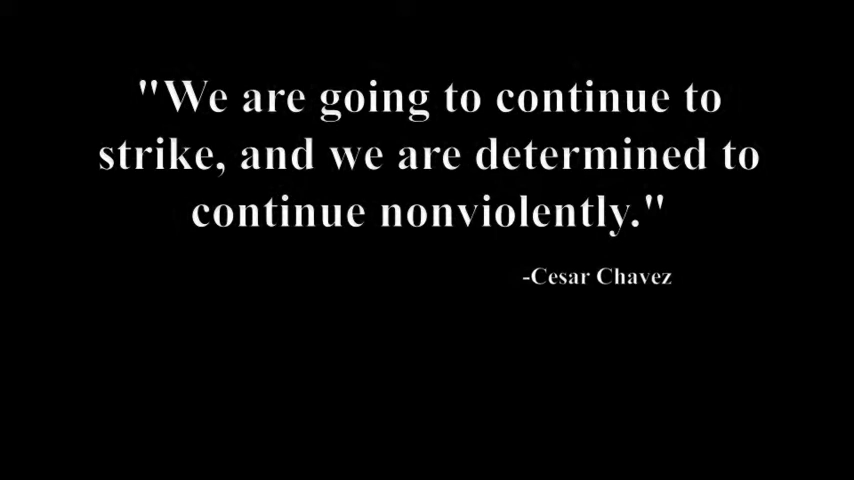 "We are going to continue to
strike, and we are determined to
continue nonviolently."
-Cesar Chavez